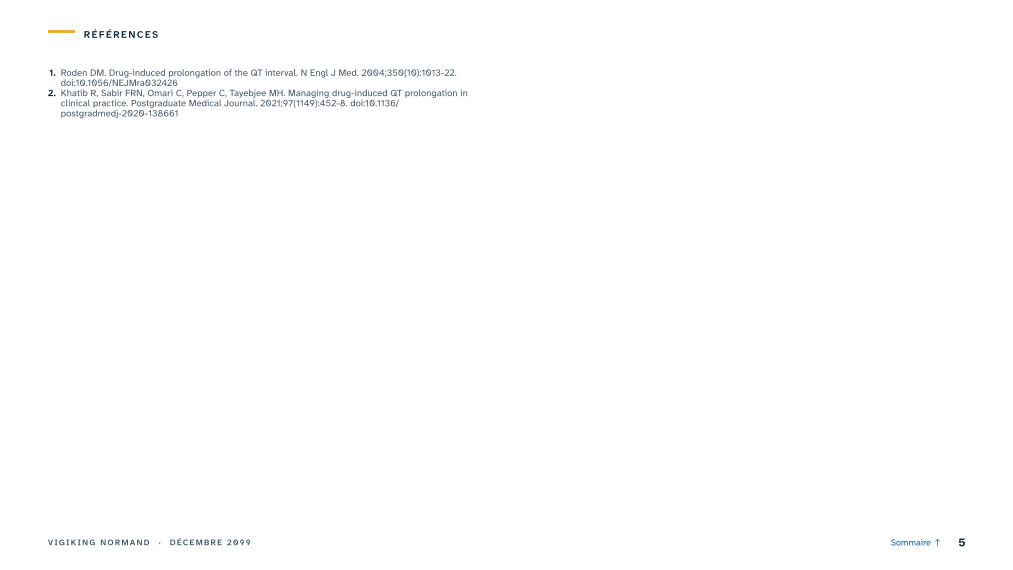 RÉFÉRENCES
1. Roden DM. Drug-induced prolongation of the QT interval. N Engl J Med. 2004;350(10):1013-22.
doi:10.1056/NEJMra032426
2. Khatib R, Sabir FRN, Omari C, Pepper C, Tayebjee MH. Managing drug-induced QT prolongation in
clinical practice. Postgraduate Medical Journal. 2021;97(1149):452-8. doi:10.1136/
postgradmedj-2020-138661
VIGIKING NORMAND · DÉCEMBRE 2099
Sommaire ↑ 5